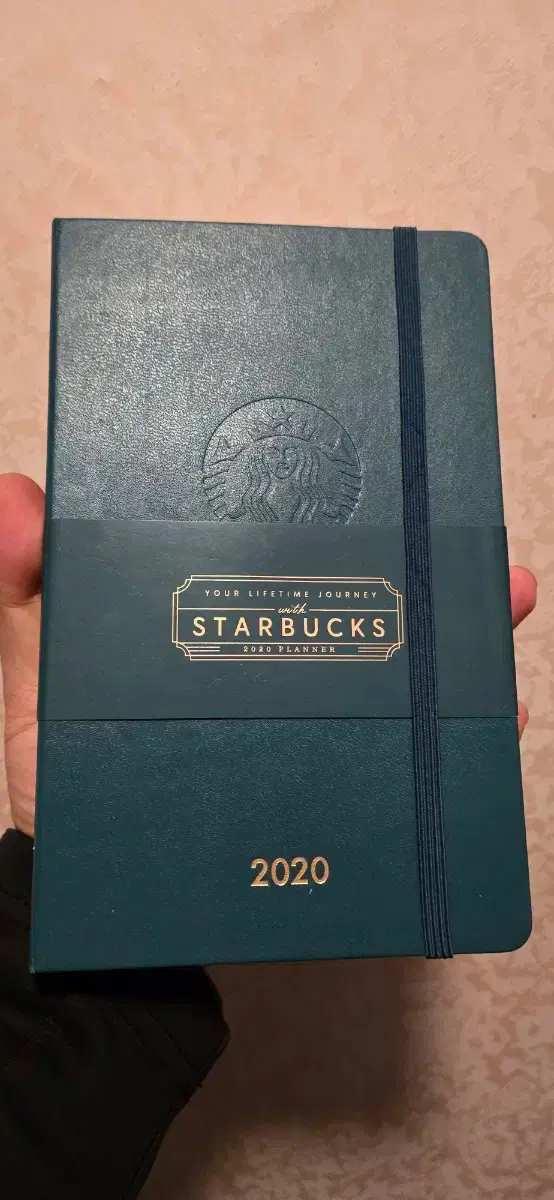 YOUR LIFETIME JOURNEY
with
STARBUCKS
2020 PLANNER
2020